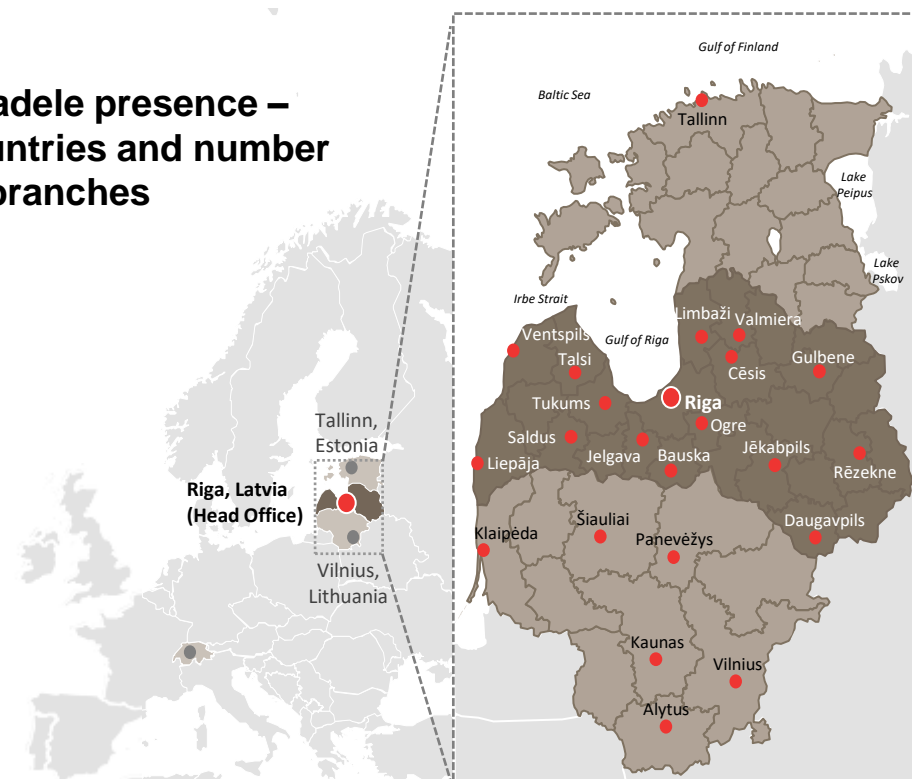 adele presence –
untries and number
branches
Gulf of Finland
Baltic Sea
Tallinn
Lake
Peipus
Lake
Pskov
Irbe Strait
Gulf of Riga
Limbaži
Valmiera
Ventspils
Talsi
Cēsis
Gulbene
Tukums
Riga
Ogre
Saldus
Jelgava
Bauska
Jēkabpils
Liepāja
Rēzekne
Daugavpils
Klaipėda
Šiauliai
Panevėžys
Kaunas
Vilnius
Alytus
Tallinn,
Estonia
Riga, Latvia
(Head Office)
Vilnius,
Lithuania